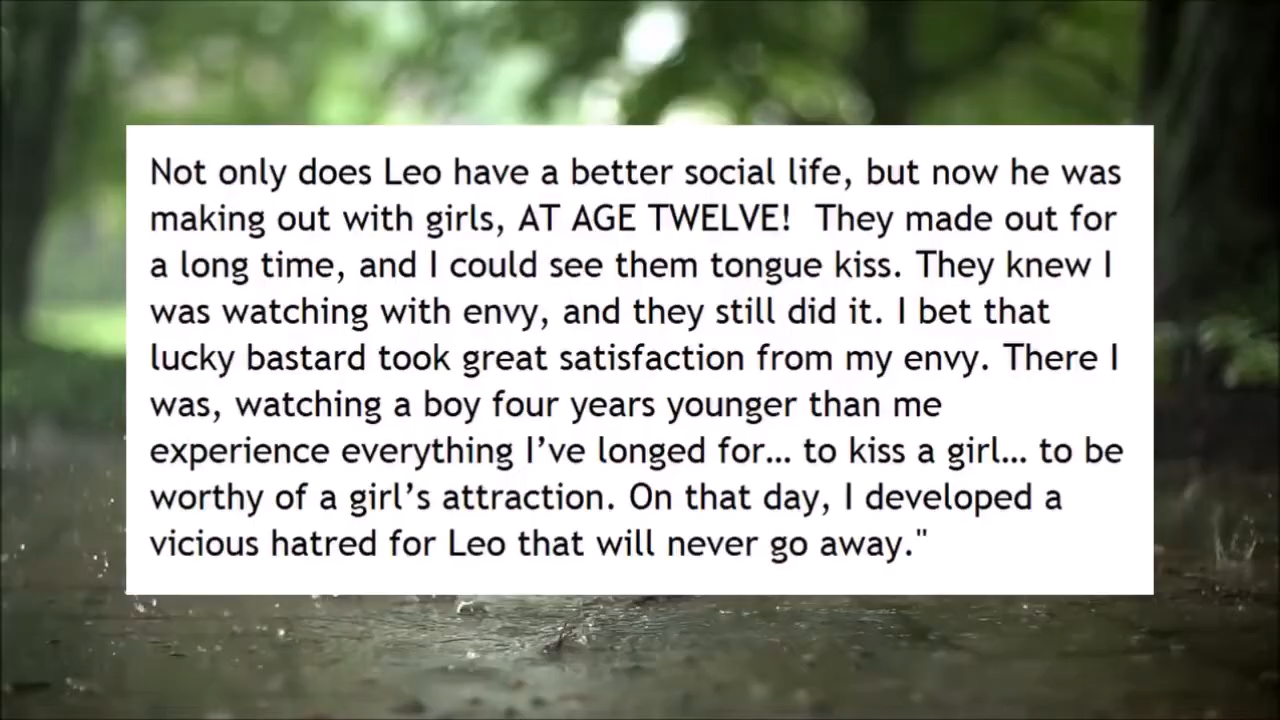 Not only does Leo have a better social life, but now he was
making out with girls, AT AGE TWELVE!  They made out for
a long time, and I could see them tongue kiss. They knew I
was watching with envy, and they still did it. I bet that
lucky bastard took great satisfaction from my envy. There I
was, watching a boy four years younger than me
experience everything I’ve longed for… to kiss a girl… to be
worthy of a girl’s attraction. On that day, I developed a
vicious hatred for Leo that will never go away."